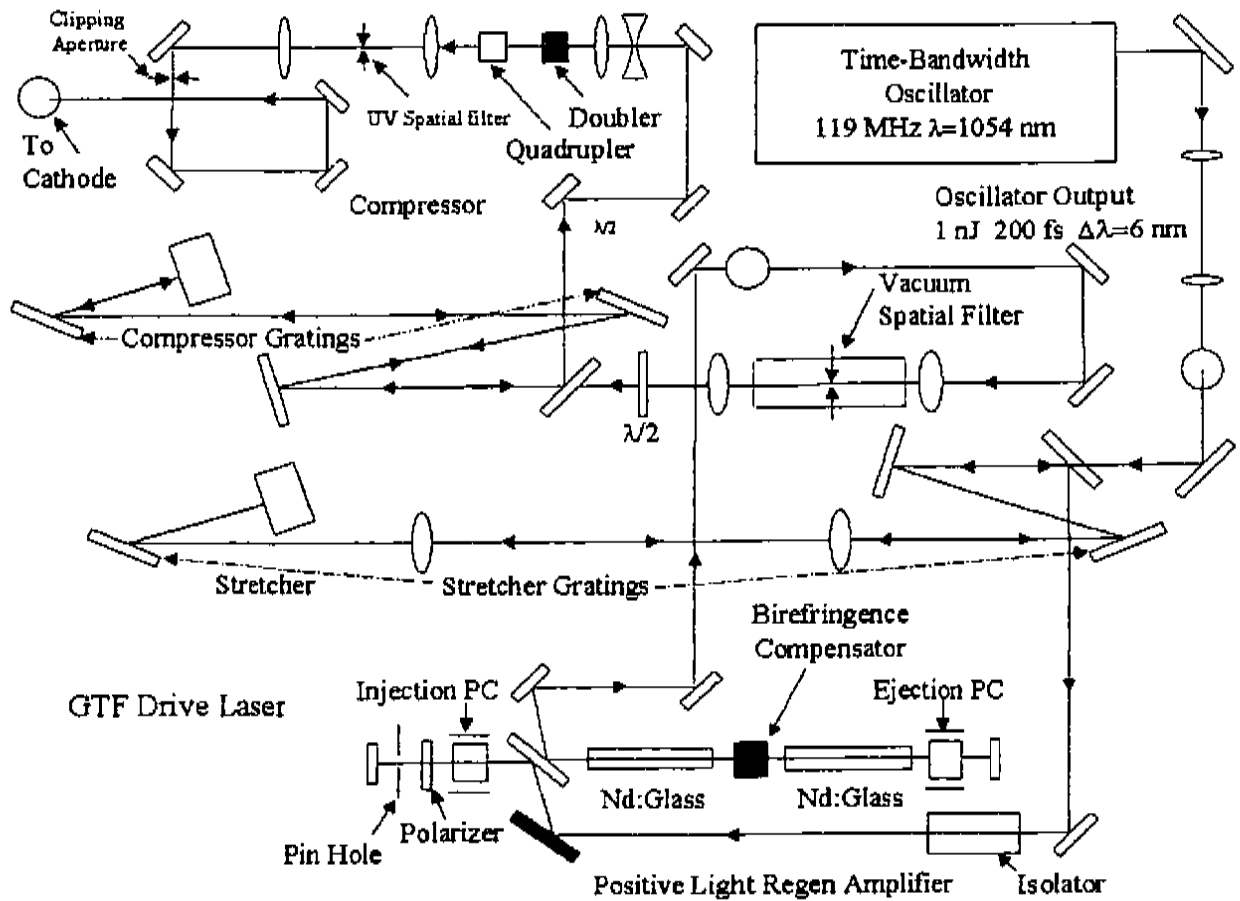 Clipping
Aperture
Time-Bandwidth
Oscillator
119 MHz λ=1054 nm
UV Spatial filter
Doubler
Quadrupler
To
Cathode
Compressor
λ/2
Oscillator Output
1 nJ 200 fs Δλ=6 nm
Vacuum
Spatial Filter
Compressor Gratings
λ/2
Stretcher
Stretcher Gratings
Birefringence
Compensator
GTF Drive Laser
Injection PC
Ejection PC
Nd:Glass
Nd:Glass
Polarizer
Pin Hole
Positive Light Regen Amplifier
Isolator